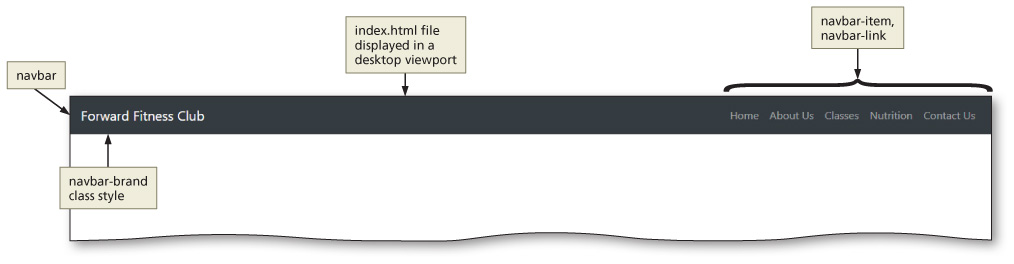 index.html file
displayed in a
desktop viewport
navbar-item,
navbar-link
navbar
Forward Fitness Club
Home About Us Classes Nutrition Contact Us
navbar-brand
class style